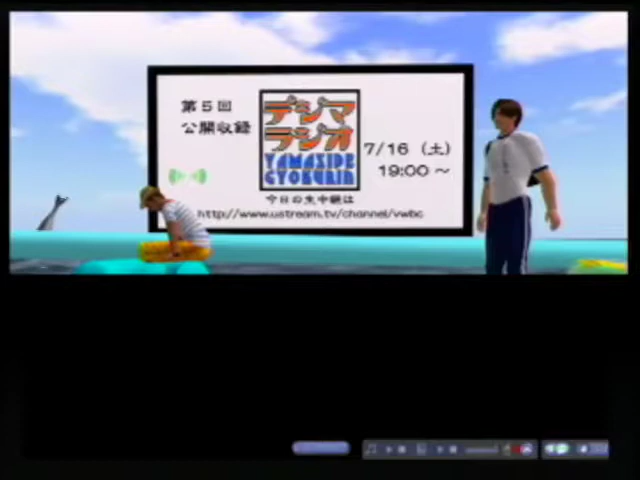 第5回
公開収録
デジマ
ラジオ
YAMASIDE
GYOKURIN
7/16 (土)
19:00～
今日の生中継は
http://www.ustream.tv/channel/vwbc